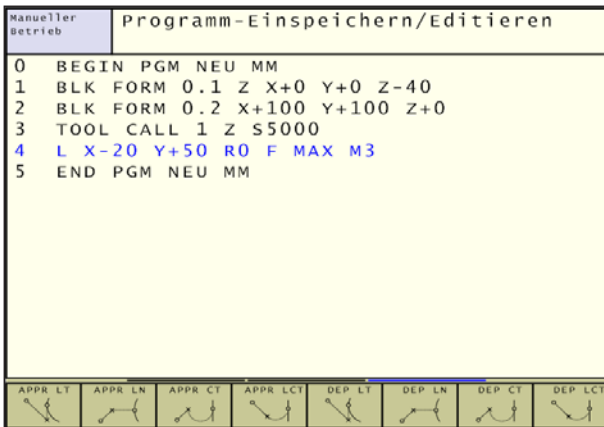 Manueller
Betrieb
Programm-Einspeichern/Editieren
0 BEGIN PGM NEU MM
1 BLK FORM 0.1 Z X+0 Y+0 Z-40
2 BLK FORM 0.2 X+100 Y+100 Z+0
3 TOOL CALL 1 Z S5000
4 L X-20 Y+50 R0 F MAX M3
5 END PGM NEU MM
APPR LT APPR LN APPR CT APPR LCT DEP LT DEP LN DEP CT DEP LCT